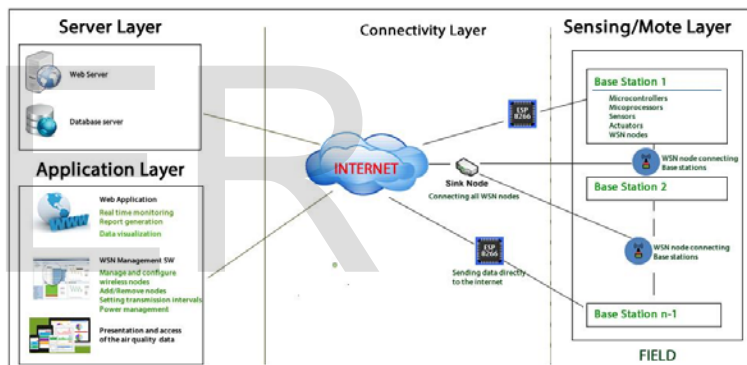 Server Layer
Web Server
Database server
Application Layer
Web Application
Real time monitoring
Report generation
Data visualization
WWW
WSN Management SW
Manage and configure
wireless nodes
Add/Remove nodes
Setting transmission intervals
Power management
Presentation and access
of the air quality data
Connectivity Layer
ESP
8266
INTERNET
Sink Node
Connecting all WSN nodes
ESP
8266
Sending data directly
to the internet
Sensing/Mote Layer
Base Station 1
Microcontrollers
Micoprocessors
Sensors
Actuators
WSN nodes
WSN node connecting
Base stations
Base Station 2
WSN node connecting
Base stations
Base Station n-1
FIELD
ER